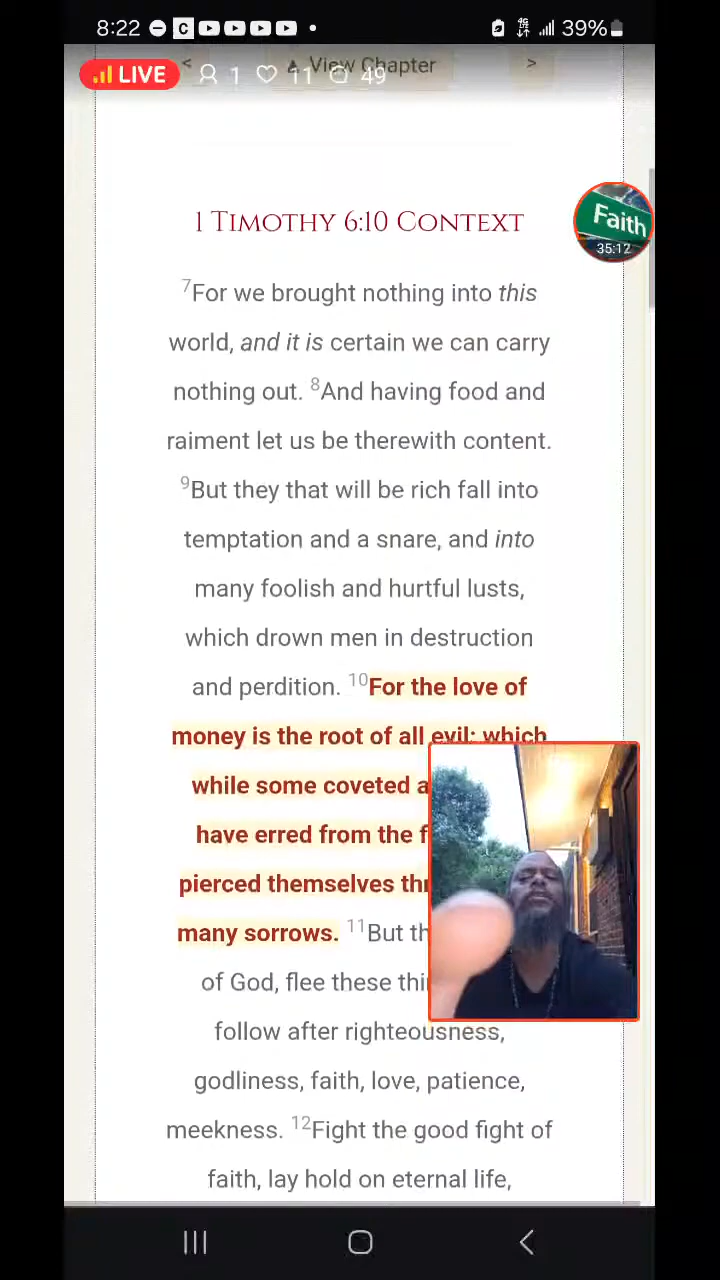 8:22 C 4G 39%
LIVE 1 11 49
< View Chapter >
1 Timothy 6:10 Context
Faith
35:12
7For we brought nothing into this
world, and it is certain we can carry
nothing out. 8And having food and
raiment let us be therewith content.
9But they that will be rich fall into
temptation and a snare, and into
many foolish and hurtful lusts,
which drown men in destruction
and perdition. 10For the love of
money is the root of all evil: which
while some coveted a
have erred from the f
pierced themselves thr
many sorrows. 11But th
of God, flee these thi
follow after righteousness,
godliness, faith, love, patience,
meekness. 12Fight the good fight of
faith, lay hold on eternal life,